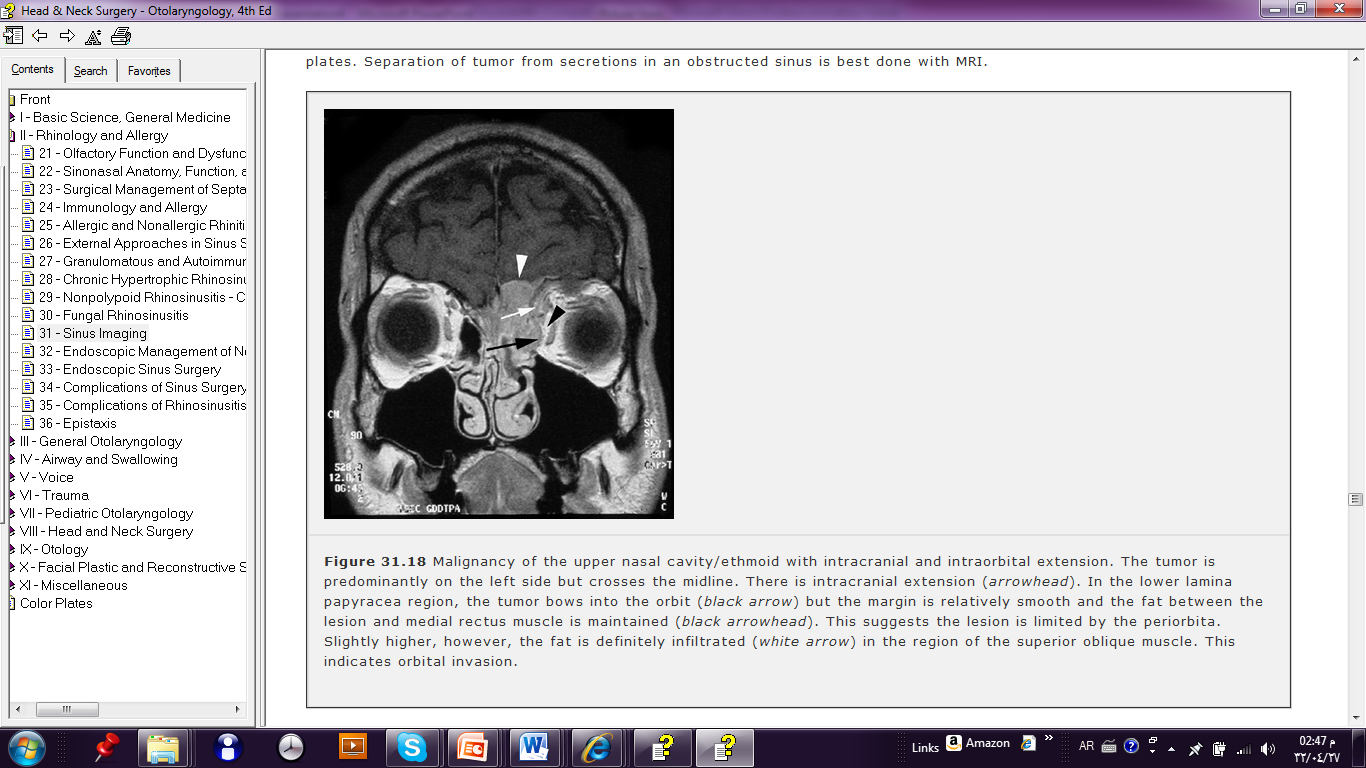 Head & Neck Surgery - Otolaryngology, 4th Ed
Contents
Search
Favorites
Front
I - Basic Science, General Medicine
II - Rhinology and Allergy
21 - Olfactory Function and Dysfunc
22 - Sinonasal Anatomy, Function, a
23 - Surgical Management of Septa
24 - Immunology and Allergy
25 - Allergic and Nonallergic Rhiniti
26 - External Approaches in Sinus S
27 - Granulomatous and Autoimmun
28 - Chronic Hypertrophic Rhinosinu
29 - Nonpolypoid Rhinosinusitis - C
30 - Fungal Rhinosinusitis
31 - Sinus Imaging
32 - Endoscopic Management of N
33 - Endoscopic Sinus Surgery
34 - Complications of Sinus Surgery
35 - Complications of Rhinosinusitis
36 - Epistaxis
III - General Otolaryngology
IV - Airway and Swallowing
V - Voice
VI - Trauma
VII - Pediatric Otolaryngology
VIII - Head and Neck Surgery
IX - Otology
X - Facial Plastic and Reconstructive S
XI - Miscellaneous
Color Plates
plates. Separation of tumor from secretions in an obstructed sinus is best done with MRI.
CM
90
W
C
GDDTPA
Figure 31.18 Malignancy of the upper nasal cavity/ethmoid with intracranial and intraorbital extension. The tumor is
predominantly on the left side but crosses the midline. There is intracranial extension (arrowhead). In the lower lamina
papyracea region, the tumor bows into the orbit (black arrow) but the margin is relatively smooth and the fat between the
lesion and medial rectus muscle is maintained (black arrowhead). This suggests the lesion is limited by the periorbita.
Slightly higher, however, the fat is definitely infiltrated (white arrow) in the region of the superior oblique muscle. This
indicates orbital invasion.
Links
Amazon
AR
02:47 م
٣٢/٠٤/٢٧